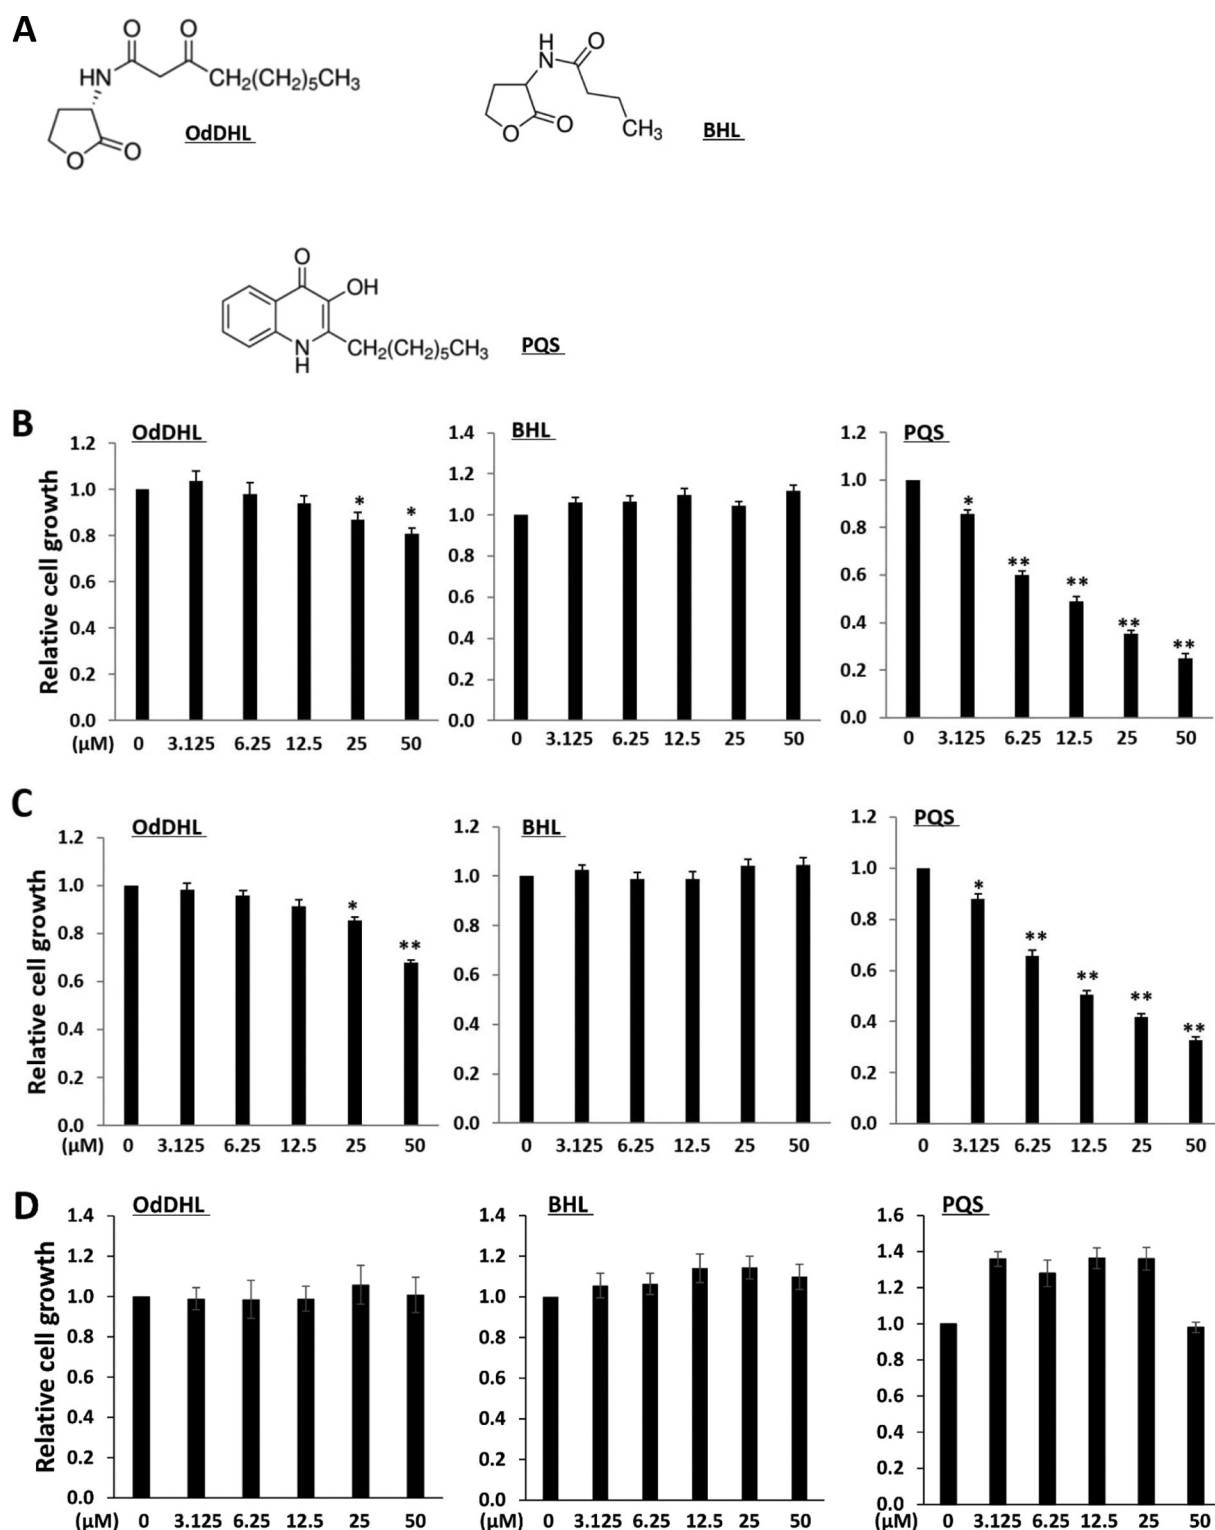 A
O O
HN CH₂(CH₂)₅CH₃
O O
OdDHL
H
N O
O O
CH₃
BHL
O
OH
N
H
CH₂(CH₂)₅CH₃
PQS
B
OdDHL
Relative cell growth
1.2
1.0
0.8
0.6
0.4
0.2
0.0
* *
(µM) 0 3.125 6.25 12.5 25 50
BHL
1.4
1.2
1.0
0.8
0.6
0.4
0.2
0.0
0 3.125 6.25 12.5 25 50
PQS
1.2
1.0
0.8
0.6
0.4
0.2
0.0
* ** ** ** **
0 3.125 6.25 12.5 25 50
C
OdDHL
Relative cell growth
1.2
1.0
0.8
0.6
0.4
0.2
0.0
* **
(µM) 0 3.125 6.25 12.5 25 50
BHL
1.2
1.0
0.8
0.6
0.4
0.2
0.0
0 3.125 6.25 12.5 25 50
PQS
1.2
1.0
0.8
0.6
0.4
0.2
0.0
* ** ** ** **
0 3.125 6.25 12.5 25 50
D
OdDHL
Relative cell growth
1.4
1.2
1.0
0.8
0.6
0.4
0.2
0.0
(µM) 0 3.125 6.25 12.5 25 50
BHL
1.4
1.2
1.0
0.8
0.6
0.4
0.2
0.0
0 3.125 6.25 12.5 25 50
PQS
1.6
1.4
1.2
1.0
0.8
0.6
0.4
0.2
0.0
(µM) 0 3.125 6.25 12.5 25 50